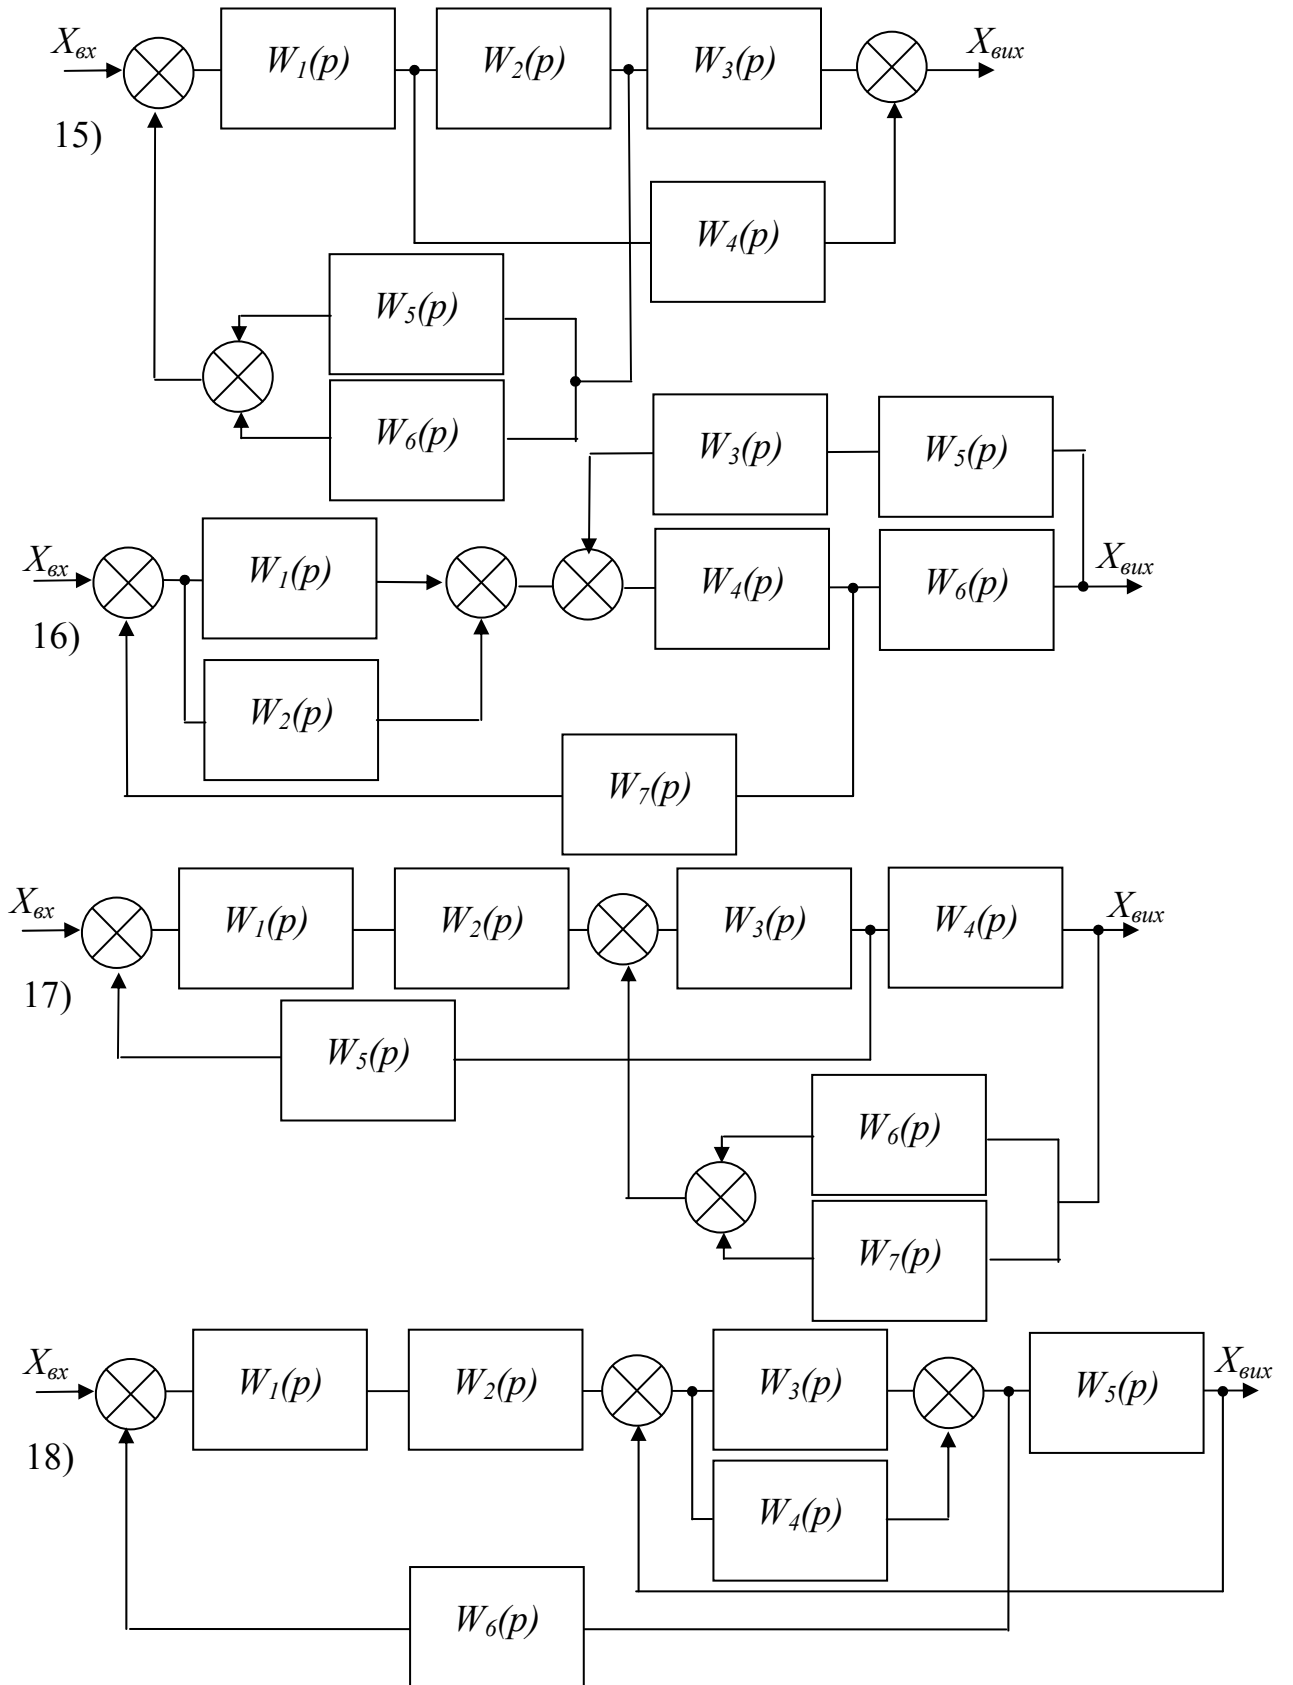 Xвх W1(p) W2(p) W3(p) Xвих
15)
W4(p)
W5(p)
W6(p)
W3(p) W5(p)
Xвх W1(p) W4(p) W6(p) Xвих
16)
W2(p)
W7(p)
Xвх W1(p) W2(p) W3(p) W4(p) Xвих
17)
W5(p)
W6(p)
W7(p)
Xвх W1(p) W2(p) W3(p) W5(p) Xвих
18)
W4(p)
W6(p)